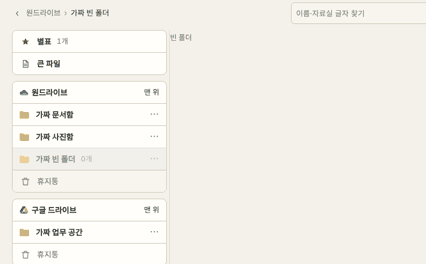 ‹ 원드라이브 › 가짜 빈 폴더
이름·자료실 글자 찾기
별표 1개
빈 폴더
큰 파일
원드라이브 맨 위
가짜 문서함 ···
가짜 사진함 ···
가짜 빈 폴더 0개 ···
휴지통
구글 드라이브 맨 위
가짜 업무 공간 ···
휴지통